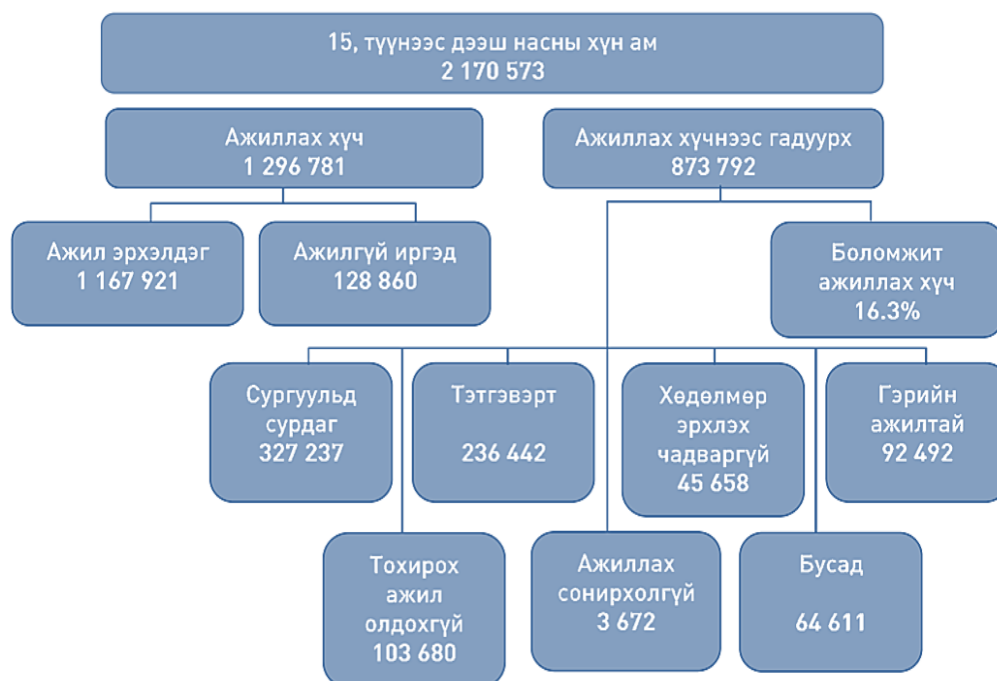 15, түүнээс дээш насны хүн ам
2 170 573
Ажиллах хүч
1 296 781
Ажиллах хүчнээс гадуурх
873 792
Ажил эрхэлдэг
1 167 921
Ажилгүй иргэд
128 860
Боломжит
ажиллах хүч
16.3%
Сургуульд
сурдаг
327 237
Тэтгэвэрт
236 442
Хөдөлмөр
эрхлэх
чадваргүй
45 658
Гэрийн
ажилтай
92 492
Тохирох
ажил
олдохгүй
103 680
Ажиллах
сонирхолгүй
3 672
Бусад
64 611